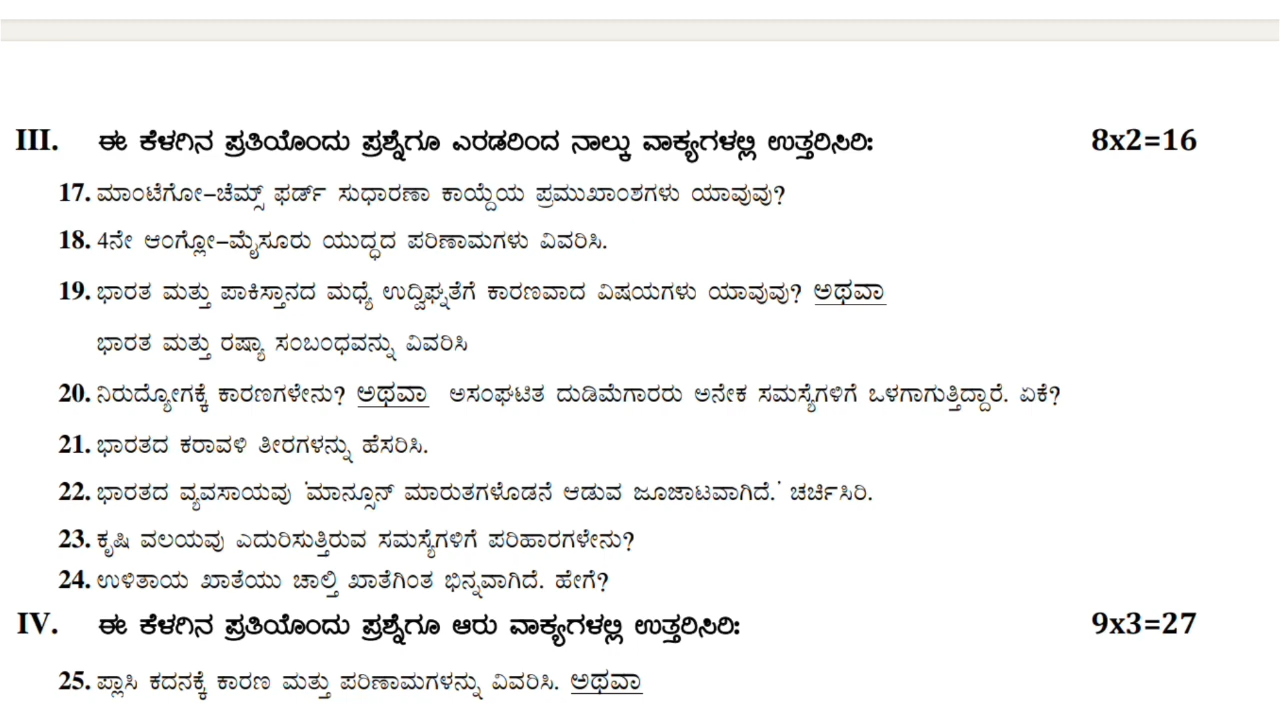 III. ಈ ಕೆಳಗಿನ ಪ್ರತಿಯೊಂದು ಪ್ರಶ್ನೆಗೂ ಎರಡರಿಂದ ನಾಲ್ಕು ವಾಕ್ಯಗಳಲ್ಲಿ ಉತ್ತರಿಸಿರಿ: 8x2=16
17. ಮಾಂಟೆಗೋ-ಚೆಮ್ಸ್ ಫರ್ಡ್ ಸುಧಾರಣಾ ಕಾಯ್ದೆಯ ಪ್ರಮುಖಾಂಶಗಳು ಯಾವುವು?
18. 4ನೇ ಆಂಗ್ಲೋ-ಮೈಸೂರು ಯುದ್ಧದ ಪರಿಣಾಮಗಳು ವಿವರಿಸಿ.
19. ಭಾರತ ಮತ್ತು ಪಾಕಿಸ್ತಾನದ ಮಧ್ಯೆ ಉದ್ವಿಘ್ನತೆಗೆ ಕಾರಣವಾದ ವಿಷಯಗಳು ಯಾವುವು? ಅಥವಾ
ಭಾರತ ಮತ್ತು ರಷ್ಯಾ ಸಂಬಂಧವನ್ನು ವಿವರಿಸಿ
20. ನಿರುದ್ಯೋಗಕ್ಕೆ ಕಾರಣಗಳೇನು? ಅಥವಾ ಅಸಂಘಟಿತ ದುಡಿಮೆಗಾರರು ಅನೇಕ ಸಮಸ್ಯೆಗಳಿಗೆ ಒಳಗಾಗುತ್ತಿದ್ದಾರೆ. ಏಕೆ?
21. ಭಾರತದ ಕರಾವಳಿ ತೀರಗಳನ್ನು ಹೆಸರಿಸಿ.
22. ಭಾರತದ ವ್ಯವಸಾಯವು 'ಮಾನ್ಸೂನ್ ಮಾರುತಗಳೊಡನೆ ಆಡುವ ಜೂಜಾಟವಾಗಿದೆ.' ಚರ್ಚಿಸಿರಿ.
23. ಕೃಷಿ ವಲಯವು ಎದುರಿಸುತ್ತಿರುವ ಸಮಸ್ಯೆಗಳಿಗೆ ಪರಿಹಾರಗಳೇನು?
24. ಉಳಿತಾಯ ಖಾತೆಯು ಚಾಲ್ತಿ ಖಾತೆಗಿಂತ ಭಿನ್ನವಾಗಿದೆ. ಹೇಗೆ?
IV. ಈ ಕೆಳಗಿನ ಪ್ರತಿಯೊಂದು ಪ್ರಶ್ನೆಗೂ ಆರು ವಾಕ್ಯಗಳಲ್ಲಿ ಉತ್ತರಿಸಿರಿ: 9x3=27
25. ಪ್ಲಾಸಿ ಕದನಕ್ಕೆ ಕಾರಣ ಮತ್ತು ಪರಿಣಾಮಗಳನ್ನು ವಿವರಿಸಿ. ಅಥವಾ